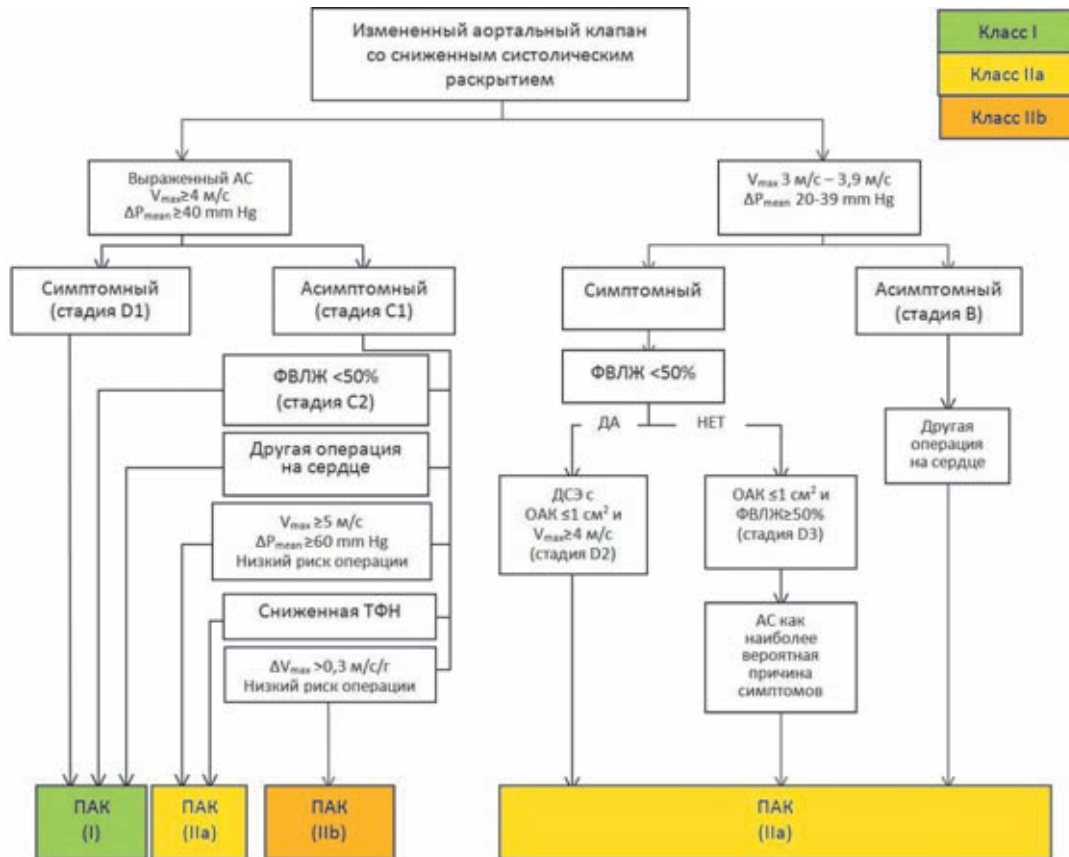 Измененный аортальный клапан
со сниженным систолическим
раскрытием
Класс I
Класс IIa
Класс IIb
Выраженный АС
Vmax≥4 м/с
ΔPmean ≥40 mm Hg
Vmax 3 м/с – 3,9 м/с
ΔPmean 20-39 mm Hg
Симптомный
(стадия D1)
Асимптомный
(стадия C1)
Симптомный
Асимптомный
(стадия B)
ФВЛЖ <50%
(стадия C2)
ФВЛЖ <50%
ДА
НЕТ
Другая операция
на сердце
Другая
операция
на сердце
Vmax ≥5 м/с
ΔPmean ≥60 mm Hg
Низкий риск операции
ДСЭ с
ОАК ≤1 см² и
Vmax≥4 м/с
(стадия D2)
ОАК ≤1 см² и
ФВЛЖ≥50%
(стадия D3)
Сниженная ТФН
ΔVmax >0,3 м/с/г
Низкий риск операции
АС как
наиболее
вероятная
причина
симптомов
ПАК
(I)
ПАК
(IIa)
ПАК
(IIb)
ПАК
(IIa)